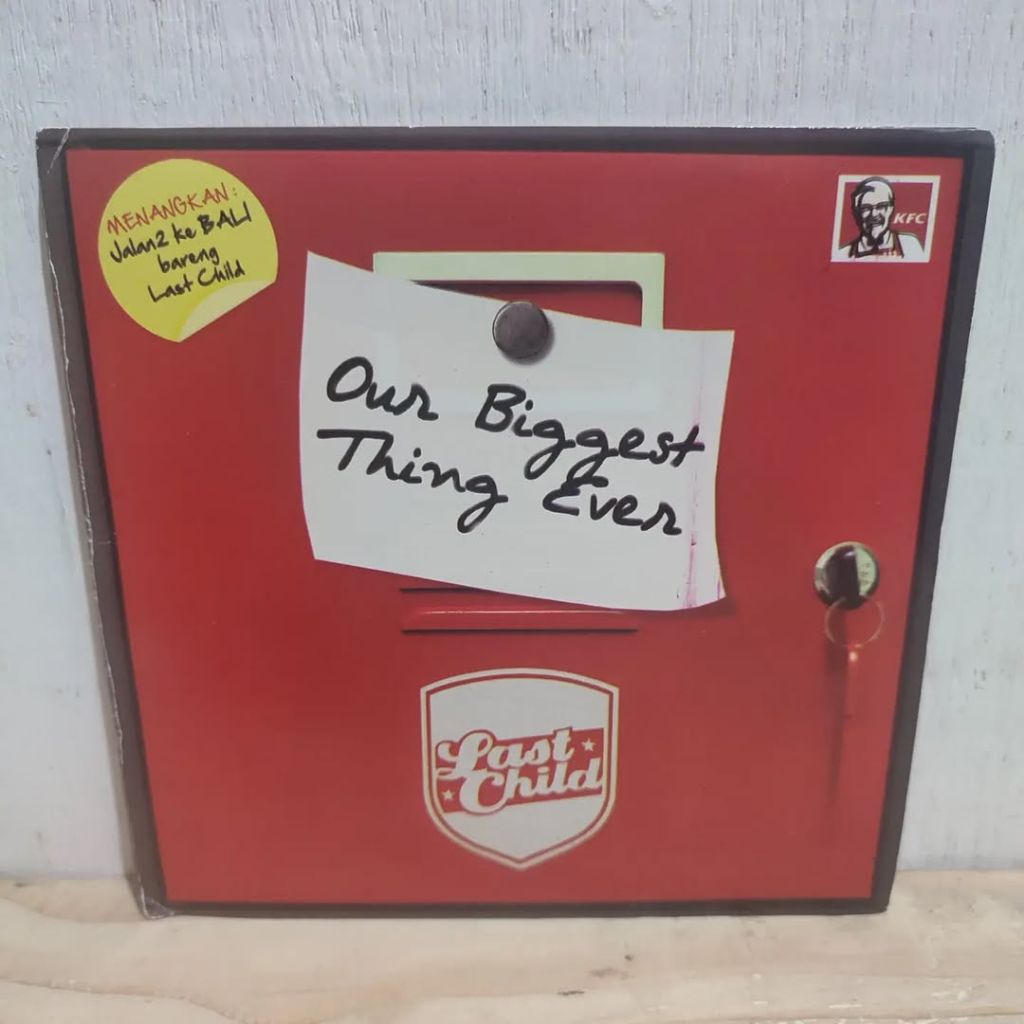 MENANGKAN:
Jalan2 ke BALI
bareng
Last Child
KFC
Our Biggest
Thing Ever
Last
Child